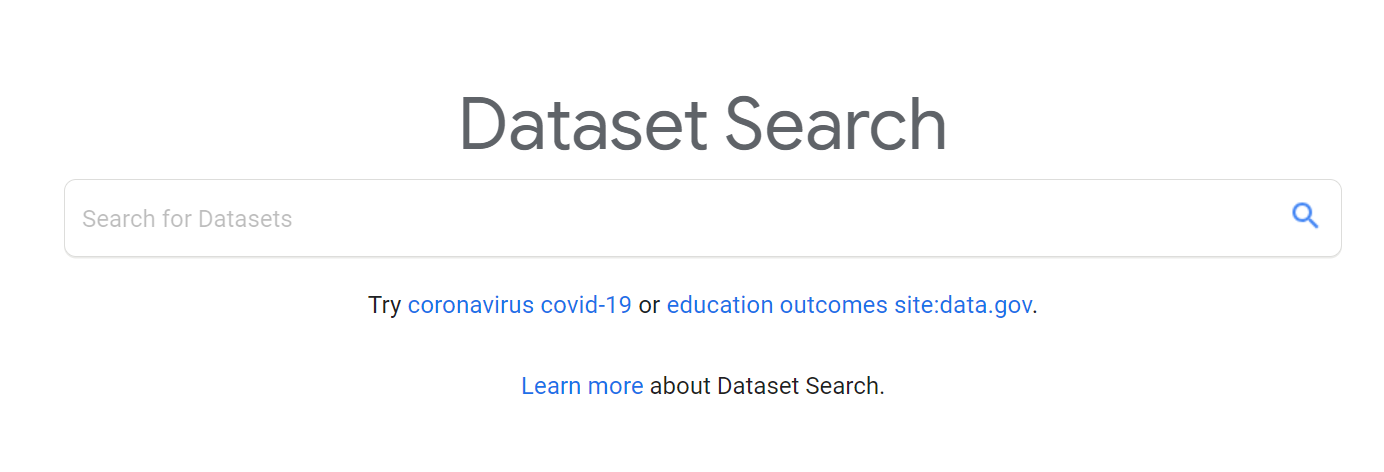 Dataset Search
Search for Datasets
Try coronavirus covid-19 or education outcomes site:data.gov.
Learn more about Dataset Search.